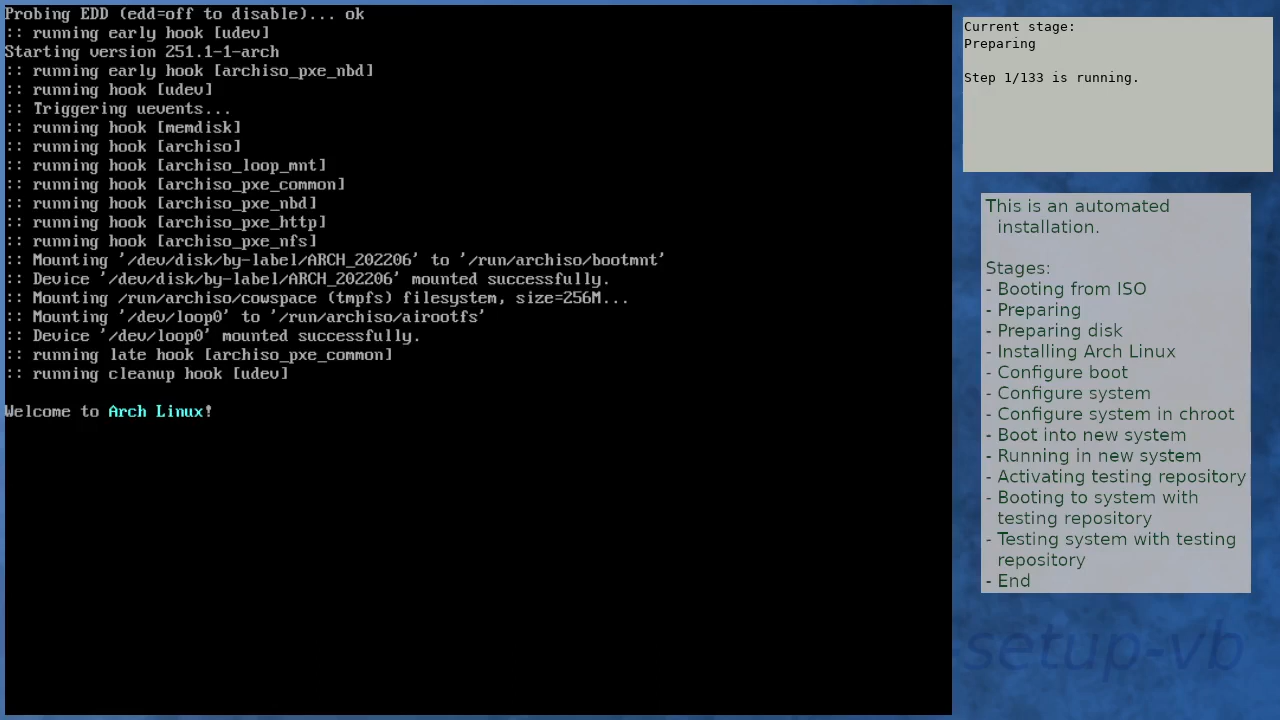 Probing EDD (edd=off to disable)... ok
:: running early hook [udev]
Starting version 251.1-1-arch
:: running early hook [archiso_pxe_nbd]
:: running hook [udev]
:: Triggering uevents...
:: running hook [memdisk]
:: running hook [archiso]
:: running hook [archiso_loop_mnt]
:: running hook [archiso_pxe_common]
:: running hook [archiso_pxe_nbd]
:: running hook [archiso_pxe_http]
:: running hook [archiso_pxe_nfs]
:: Mounting '/dev/disk/by-label/ARCH_202206' to '/run/archiso/bootmnt'
:: Device '/dev/disk/by-label/ARCH_202206' mounted successfully.
:: Mounting /run/archiso/cowspace (tmpfs) filesystem, size=256M...
:: Mounting '/dev/loop0' to '/run/archiso/airootfs'
:: Device '/dev/loop0' mounted successfully.
:: running late hook [archiso_pxe_common]
:: running cleanup hook [udev]
Welcome to Arch Linux!
Current stage:
Preparing
Step 1/133 is running.
This is an automated
installation.
Stages:
- Booting from ISO
- Preparing
- Preparing disk
- Installing Arch Linux
- Configure boot
- Configure system
- Configure system in chroot
- Boot into new system
- Running in new system
- Activating testing repository
- Booting to system with
testing repository
- Testing system with testing
repository
- End
setup-vb